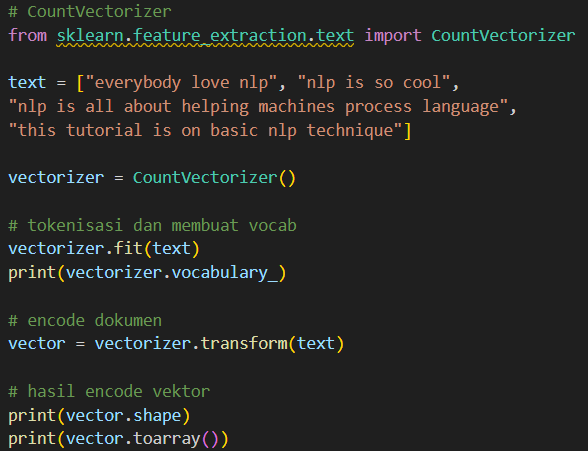 # CountVectorizer
from sklearn.feature_extraction.text import CountVectorizer
text = ["everybody love nlp", "nlp is so cool",
"nlp is all about helping machines process language",
"this tutorial is on basic nlp technique"]
vectorizer = CountVectorizer()
# tokenisasi dan membuat vocab
vectorizer.fit(text)
print(vectorizer.vocabulary_)
# encode dokumen
vector = vectorizer.transform(text)
# hasil encode vektor
print(vector.shape)
print(vector.toarray())